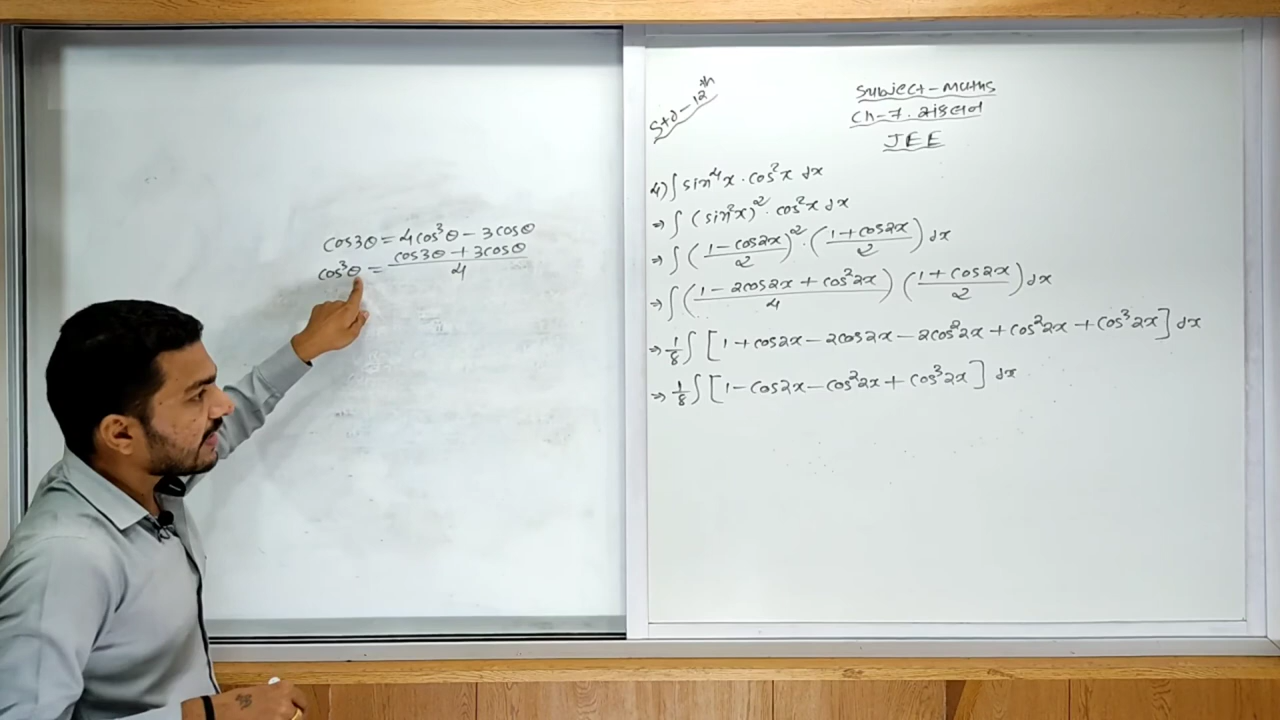 cos3θ = 4cos³θ - 3cosθ
cos³θ = (cos3θ + 3cosθ)/4
Std - 12th
Subject - Maths
Ch-7. સંકલન
JEE
4) ∫ sin⁴x · cos²x dx
⇒ ∫ (sin²x)² · cos²x dx
⇒ ∫ ((1 - cos2x)/2)² · ((1 + cos2x)/2) dx
⇒ ∫ ((1 - 2cos2x + cos²2x)/4) ((1 + cos2x)/2) dx
⇒ 1/8 ∫ [1 + cos2x - 2cos2x - 2cos²2x + cos²2x + cos³2x] dx
⇒ 1/8 ∫ [1 - cos2x - cos²2x + cos³2x] dx